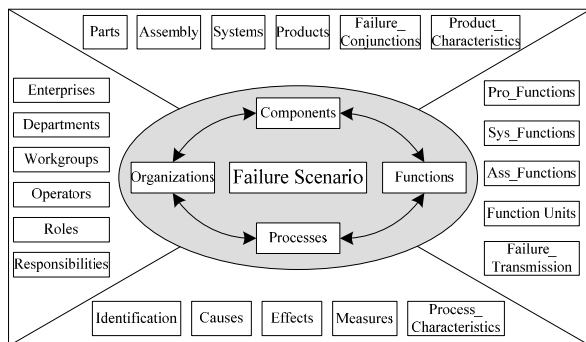 Parts
Assembly
Systems
Products
Failure_
Conjunctions
Product_
Characteristics
Enterprises
Departments
Workgroups
Operators
Roles
Responsibilities
Components
Organizations
Failure Scenario
Functions
Processes
Pro_Functions
Sys_Functions
Ass_Functions
Function Units
Failure_
Transmission
Identification
Causes
Effects
Measures
Process_
Characteristics